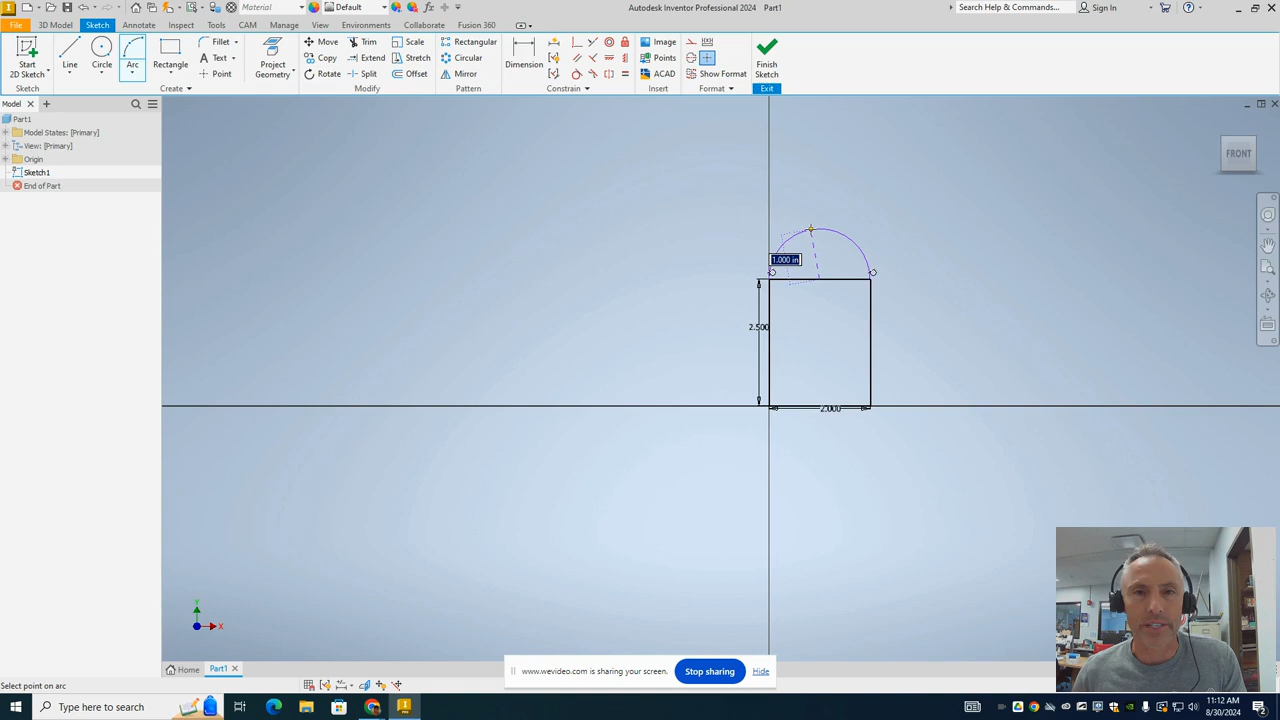 Autodesk Inventor Professional 2024 Part1
Material
Default
Search Help & Commands...
Sign In
File
3D Model
Sketch
Annotate
Inspect
Tools
CAM
Manage
View
Environments
Collaborate
Fusion 360
Start
2D Sketch
Line
Circle
Arc
Rectangle
Fillet
Text
Point
Project
Geometry
Move
Copy
Rotate
Trim
Extend
Split
Scale
Stretch
Offset
Rectangular
Circular
Mirror
Dimension
Image
Points
ACAD
Show Format
Finish
Sketch
Sketch
Create
Modify
Pattern
Constrain
Insert
Format
Exit
Model
Part1
Model States: [Primary]
View: [Primary]
Origin
Sketch1
End of Part
FRONT
1.000 in
2.500
2.000
Y
X
Home
Part1
www.wevideo.com is sharing your screen.
Stop sharing
Hide
Select point on arc
Type here to search
11:12 AM
8/30/2024
2